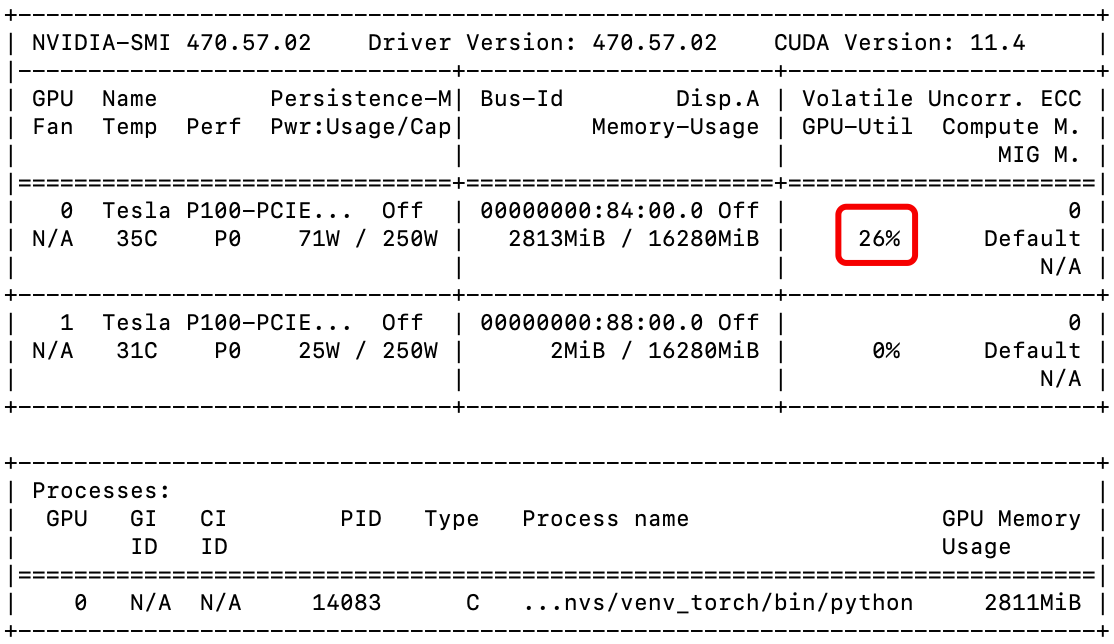 +-----------------------------------------------------------------------------+
| NVIDIA-SMI 470.57.02    Driver Version: 470.57.02    CUDA Version: 11.4     |
|-------------------------------+----------------------+----------------------+
| GPU  Name        Persistence-M| Bus-Id        Disp.A | Volatile Uncorr. ECC |
| Fan  Temp  Perf  Pwr:Usage/Cap|         Memory-Usage | GPU-Util  Compute M. |
|                               |                      |               MIG M. |
|===============================+======================+======================|
|   0  Tesla P100-PCIE...  Off  | 00000000:84:00.0 Off |                    0 |
| N/A   35C    P0    71W / 250W |   2813MiB / 16280MiB |     26%      Default |
|                               |                      |                  N/A |
+-------------------------------+----------------------+----------------------+
|   1  Tesla P100-PCIE...  Off  | 00000000:88:00.0 Off |                    0 |
| N/A   31C    P0    25W / 250W |      2MiB / 16280MiB |      0%      Default |
|                               |                      |                  N/A |
+-------------------------------+----------------------+----------------------+

+-----------------------------------------------------------------------------+
| Processes:                                                                  |
|  GPU   GI   CI        PID   Type   Process name                  GPU Memory |
|        ID   ID                                                   Usage      |
|=============================================================================|
|    0   N/A  N/A     14083      C   ...nvs/venv_torch/bin/python     2811MiB |
+-----------------------------------------------------------------------------+